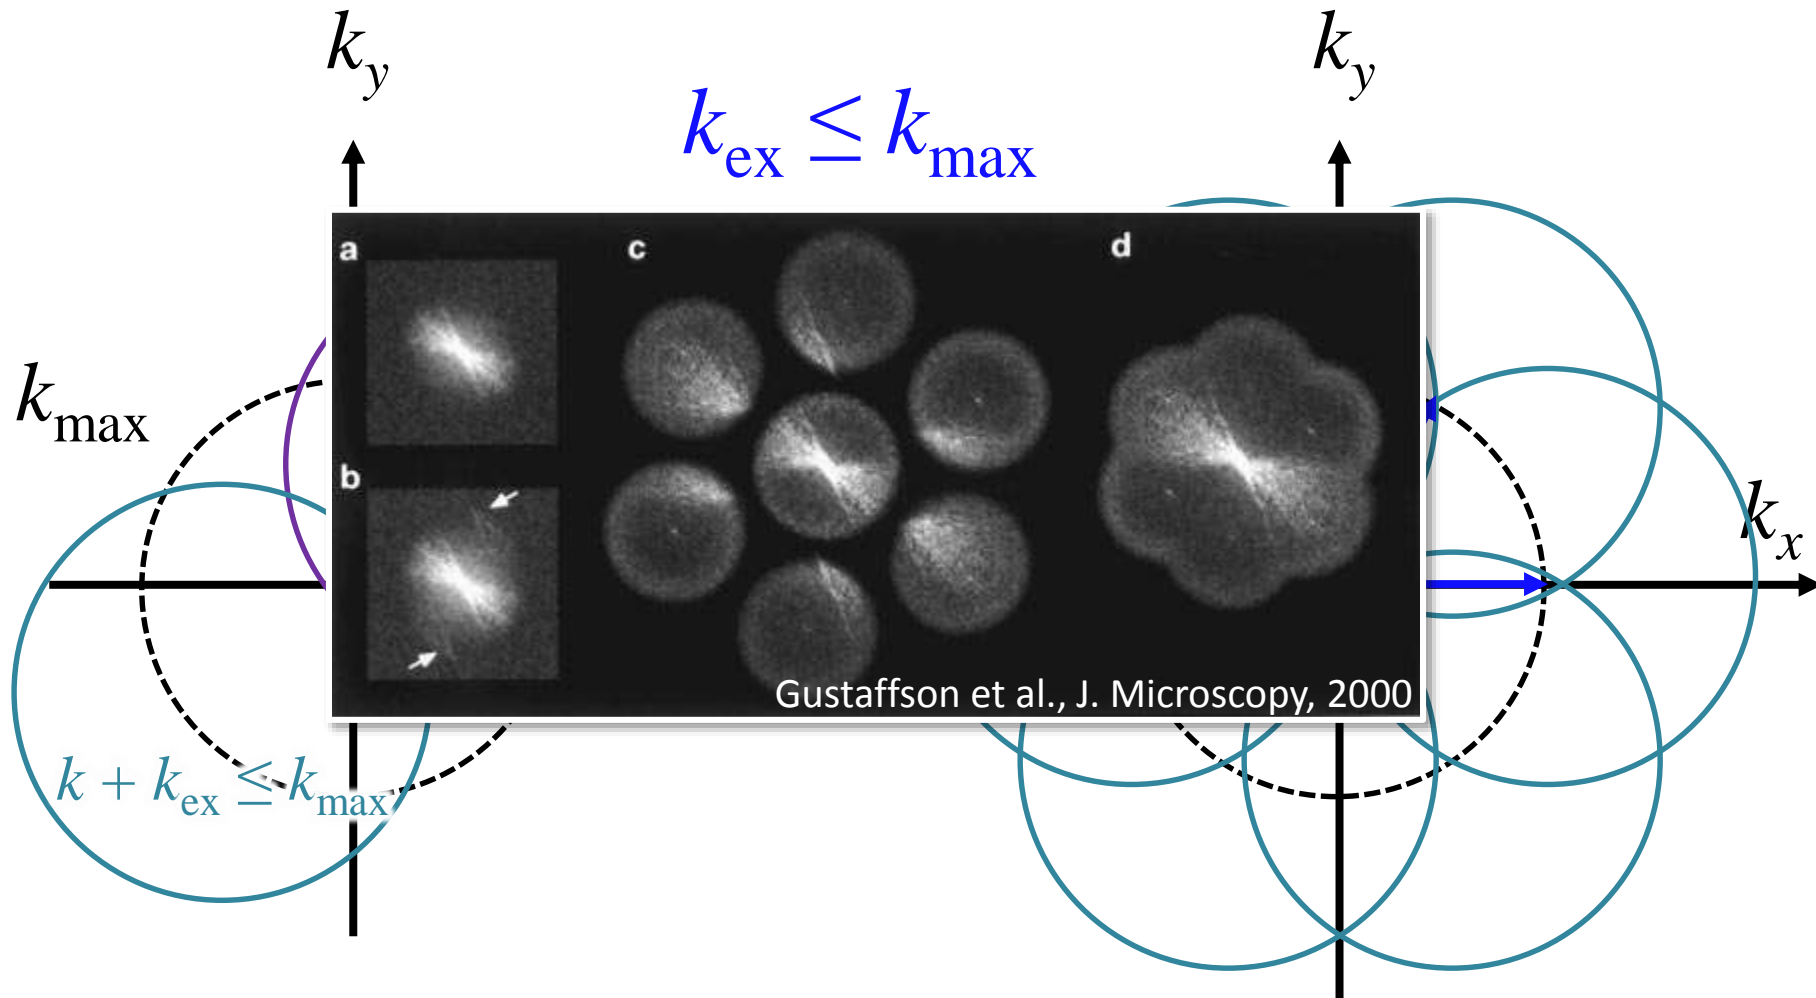 k_y
k_y
k_ex ≤ k_max
a
c
d
k_max
b
k_x
Gustaffson et al., J. Microscopy, 2000
k + k_ex ≤ k_max